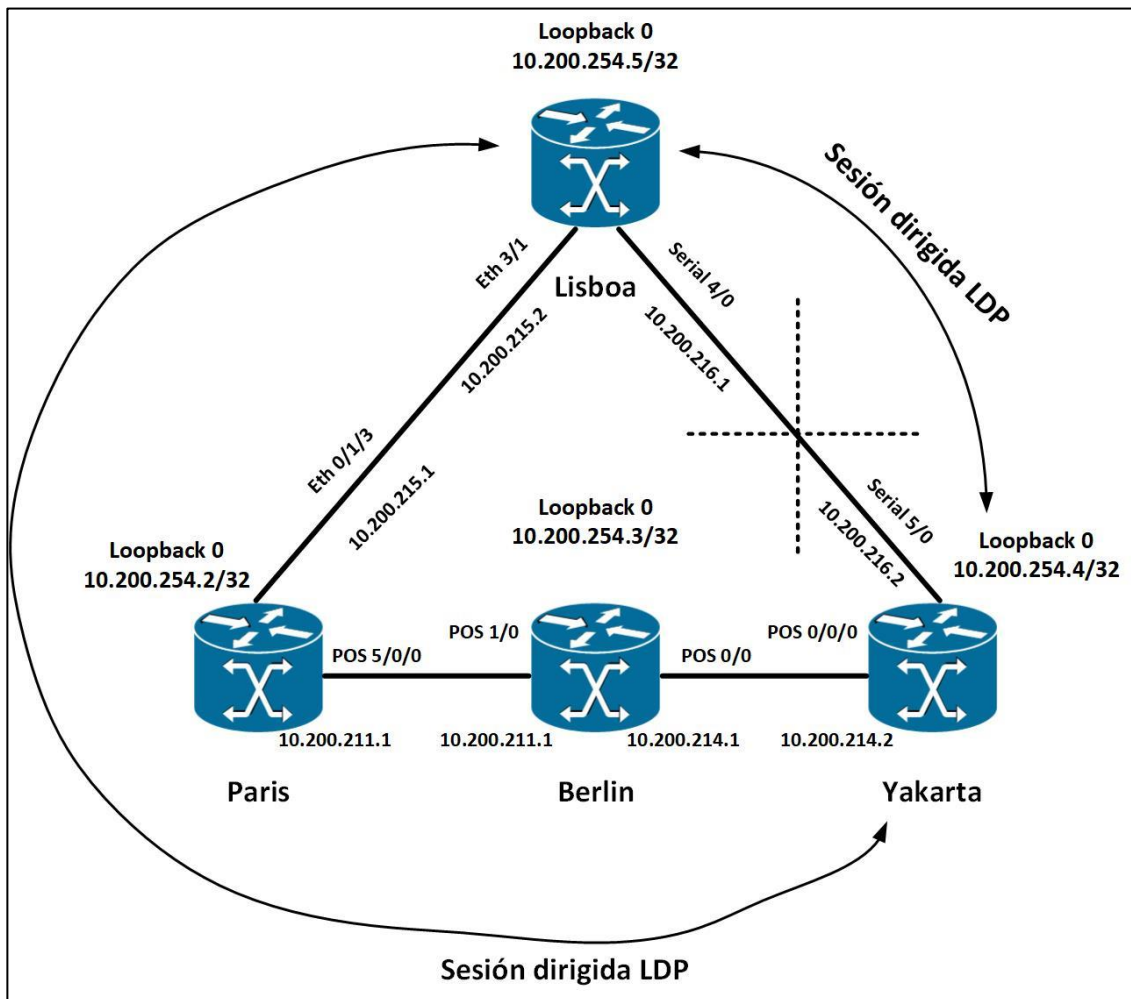 Loopback 0
10.200.254.5/32
Sesión dirigida LDP
Eth 3/1
Serial 4/0
Lisboa
10.200.215.2
10.200.216.1
Eth 0/1/3
10.200.215.1
Serial 5/0
10.200.216.2
Loopback 0
10.200.254.3/32
Loopback 0
10.200.254.2/32
Loopback 0
10.200.254.4/32
POS 5/0/0
POS 1/0
POS 0/0
POS 0/0/0
10.200.211.1
10.200.211.1
10.200.214.1
10.200.214.2
Paris
Berlin
Yakarta
Sesión dirigida LDP